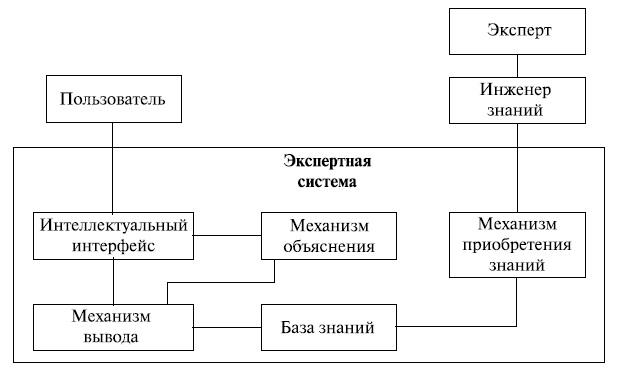 Эксперт
Пользователь
Инженер
знаний
Экспертная
система
Интеллектуальный
интерфейс
Механизм
объяснения
Механизм
приобретения
знаний
Механизм
вывода
База знаний